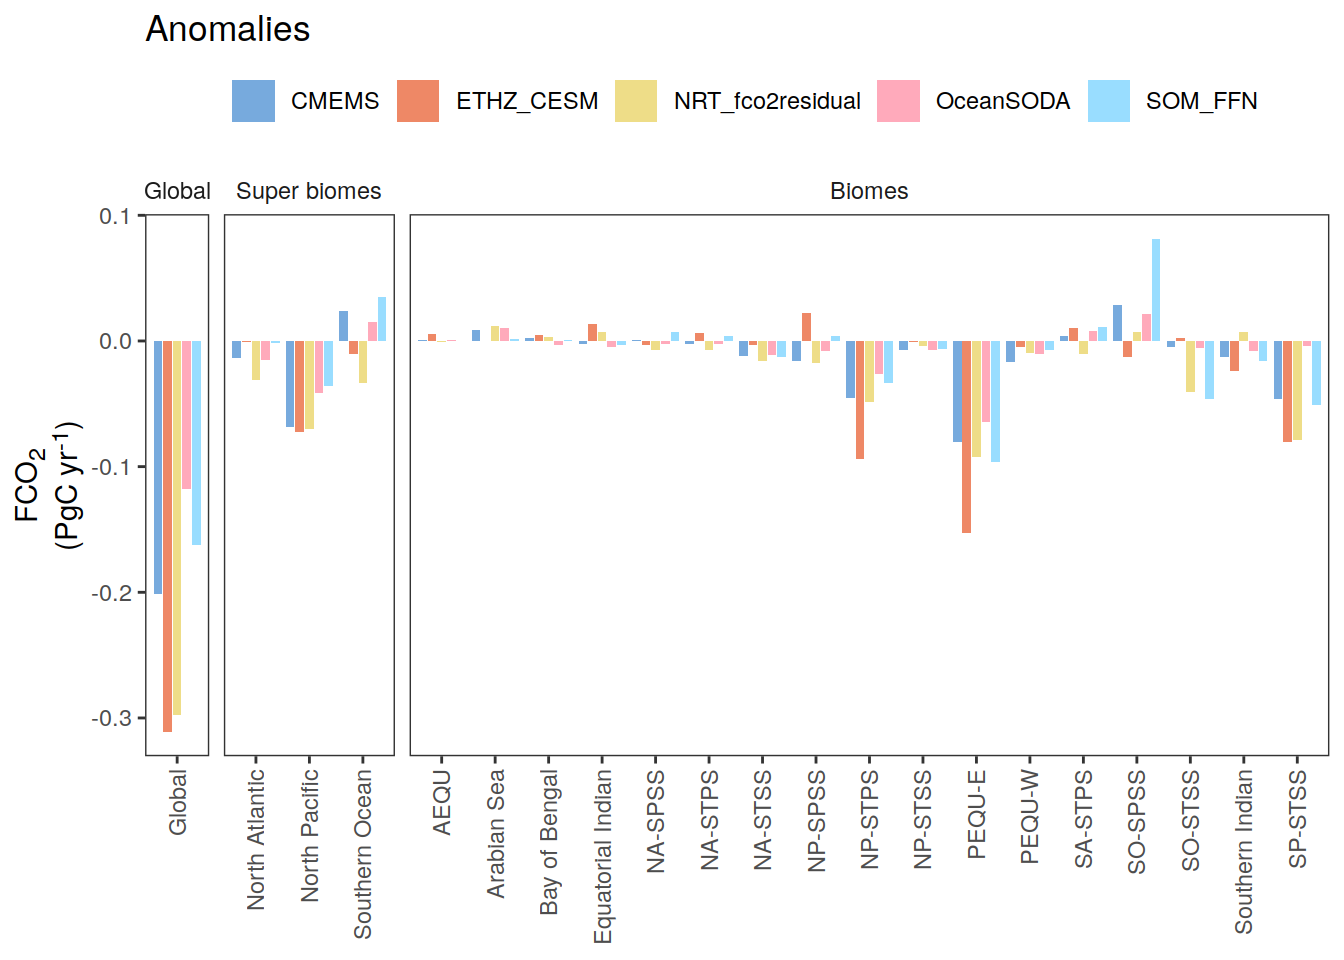 Anomalies
CMEMS ETHZ_CESM NRT_fco2residual OceanSODA SOM_FFN
Global Super biomes Biomes
FCO2
(PgC yr-1)
0.1
0.0
-0.1
-0.2
-0.3
Global
North Atlantic
North Pacific
Southern Ocean
AEQU
Arabian Sea
Bay of Bengal
Equatorial Indian
NA-SPSS
NA-STPS
NA-STSS
NP-SPSS
NP-STPS
NP-STSS
PEQU-E
PEQU-W
SA-STPS
SO-SPSS
SO-STSS
Southern Indian
SP-STSS